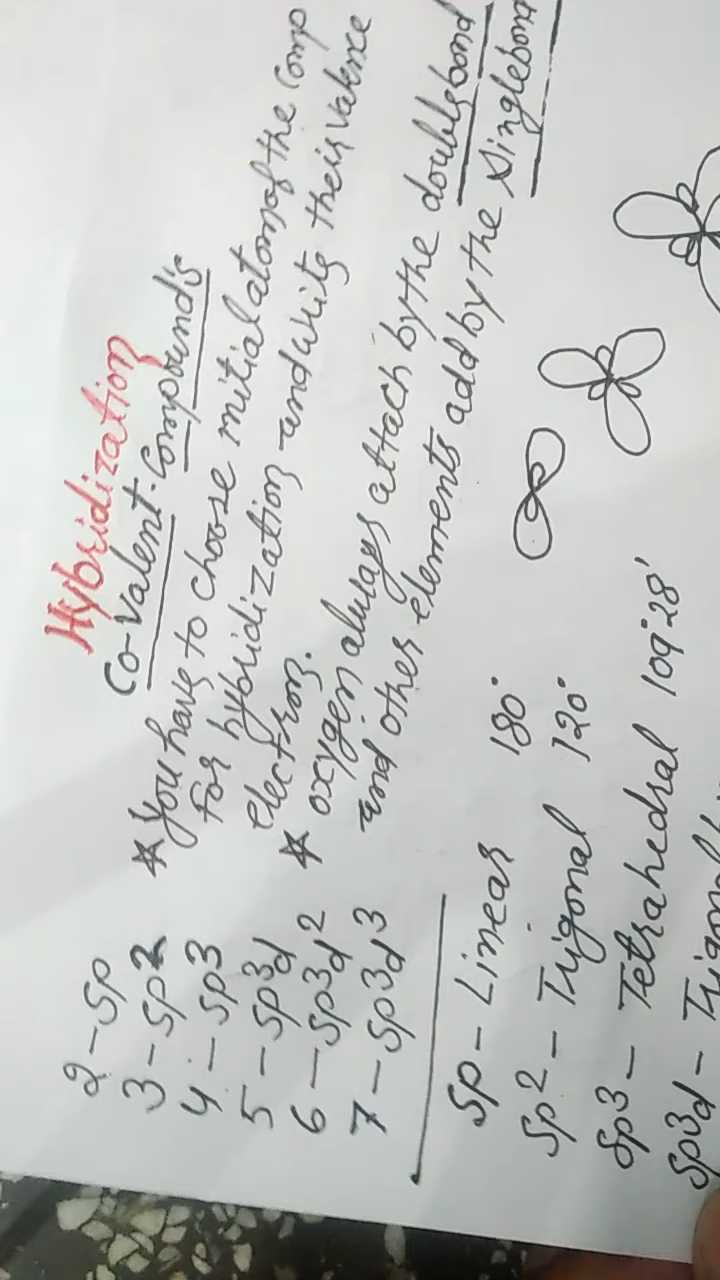 Hybridization
Co-valent-Compounds
2-Sp
3-Sp2
4-Sp3
5-Sp3d
6-Sp3d2
7-Sp3d3
* You have to choose initial atom of the Comp
for hybridization and write their valence
electron.
* oxygen always attach by the double bond
and other elements add by the Single bond
Sp - Linear 180°
Sp2 - Trigonal 120°
Sp3 - Tetrahedral 109°28'
Sp3d -